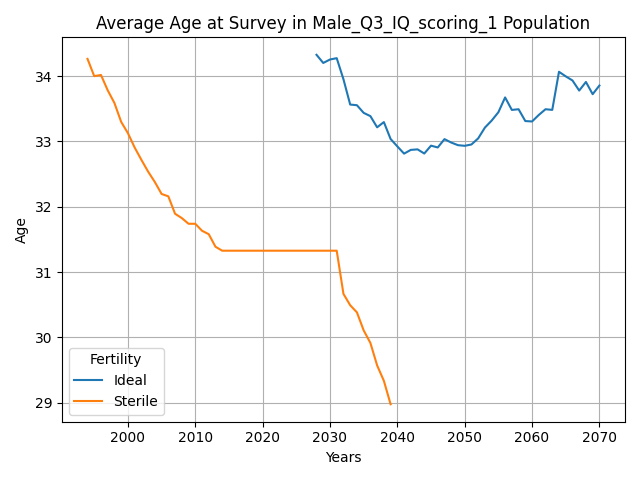 Average Age at Survey in Male_Q3_IQ_scoring_1 Population
Age
34
33
32
31
30
29
Fertility
Ideal
Sterile
2000
2010
2020
2030
2040
2050
2060
2070
Years